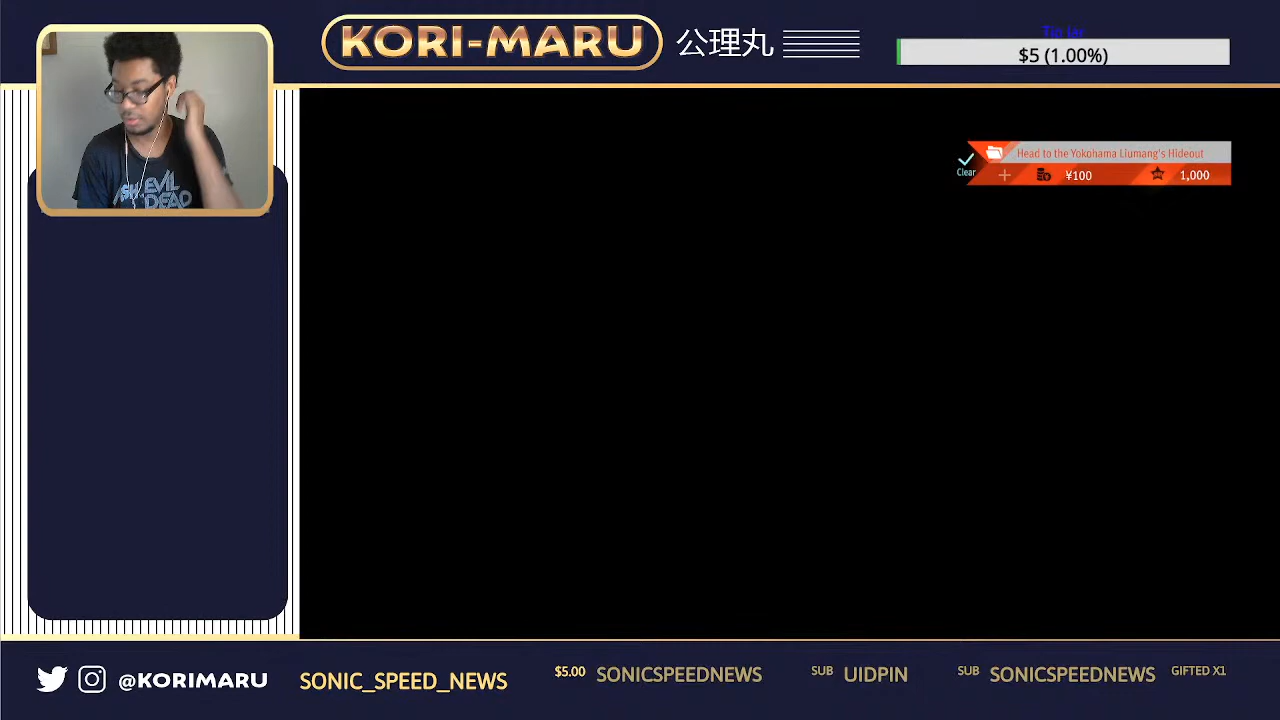 KORI-MARU 公理丸
$5 (1.00%)
Head to the Yokohama Liumang's Hideout
Clear
¥100
1,000
EVIL
DEAD
@KORIMARU
SONIC_SPEED_NEWS
$5.00 SONICSPEEDNEWS
SUB UIDPIN
SUB SONICSPEEDNEWS GIFTED X1